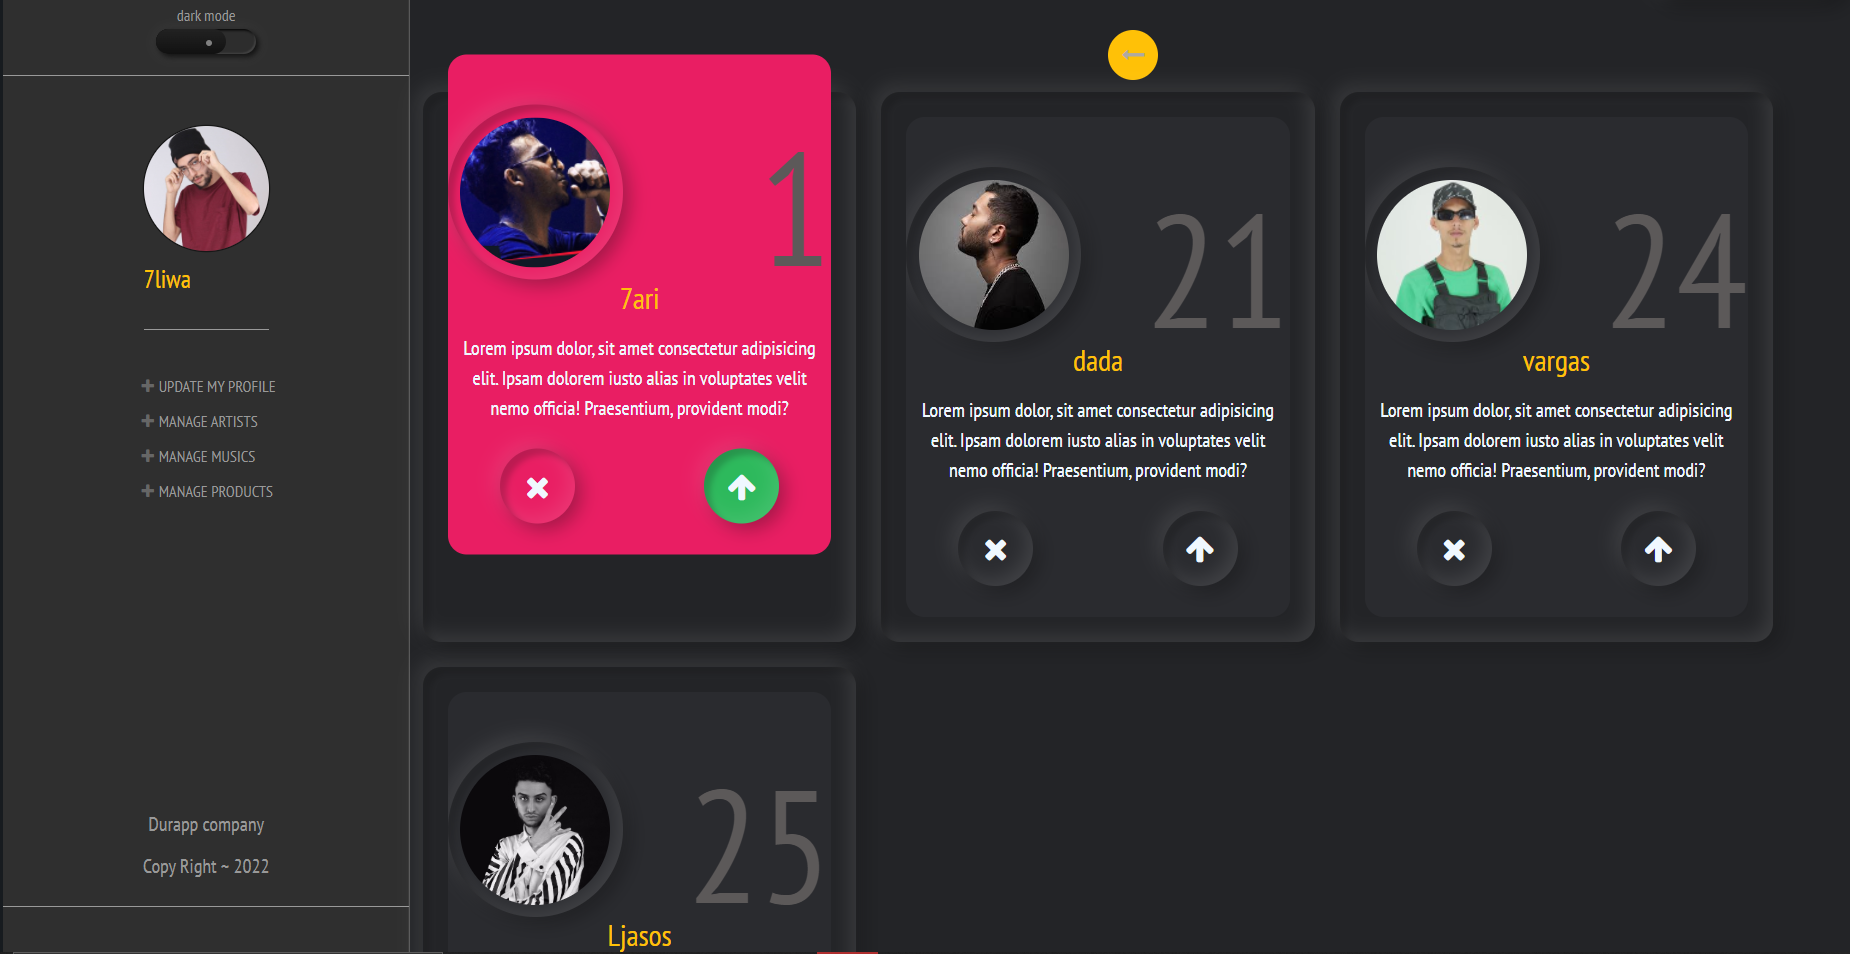 dark mode
7liwa
UPDATE MY PROFILE
MANAGE ARTISTS
MANAGE MUSICS
MANAGE PRODUCTS
Durapp company
Copy Right ~ 2022
1
7ari
Lorem ipsum dolor, sit amet consectetur adipisicing
elit. Ipsam dolorem iusto alias in voluptates velit
nemo officia! Praesentium, provident modi?
21
dada
Lorem ipsum dolor, sit amet consectetur adipisicing
elit. Ipsam dolorem iusto alias in voluptates velit
nemo officia! Praesentium, provident modi?
24
vargas
Lorem ipsum dolor, sit amet consectetur adipisicing
elit. Ipsam dolorem iusto alias in voluptates velit
nemo officia! Praesentium, provident modi?
25
Ljasos